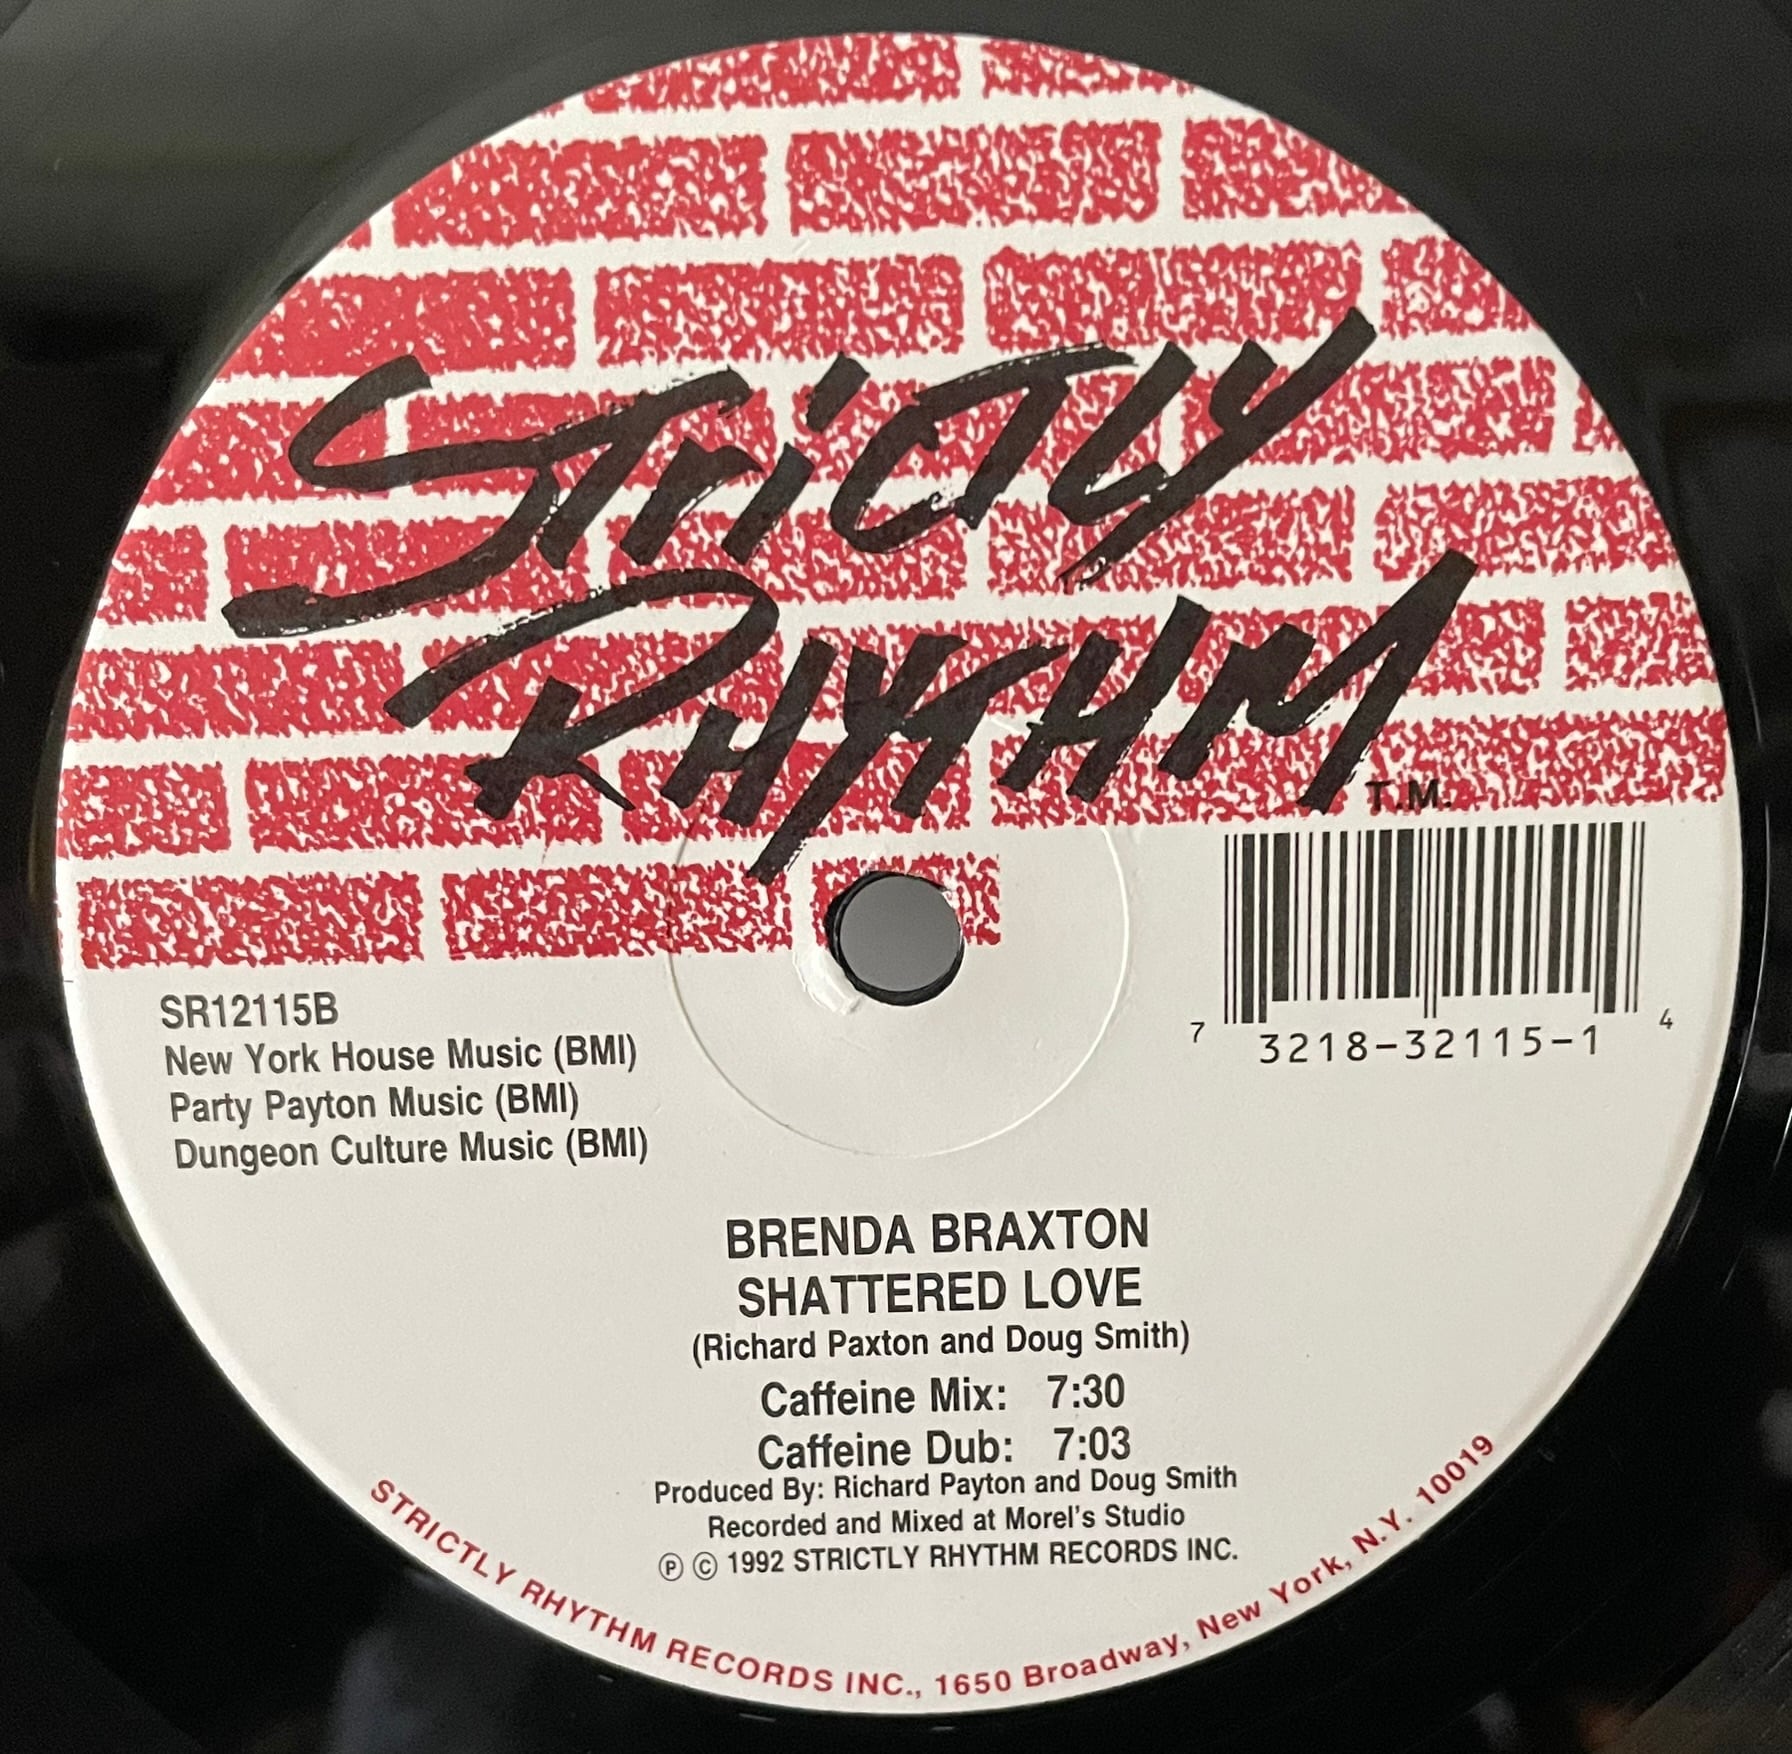 STRICTLY
RHYTHM
T.M.
7 3218-32115-1 4
SR12115B
New York House Music (BMI)
Party Payton Music (BMI)
Dungeon Culture Music (BMI)
BRENDA BRAXTON
SHATTERED LOVE
(Richard Paxton and Doug Smith)
Caffeine Mix: 7:30
Caffeine Dub: 7:03
Produced By: Richard Payton and Doug Smith
Recorded and Mixed at Morel's Studio
℗ © 1992 STRICTLY RHYTHM RECORDS INC.
STRICTLY RHYTHM RECORDS INC., 1650 Broadway, New York, N.Y. 10019